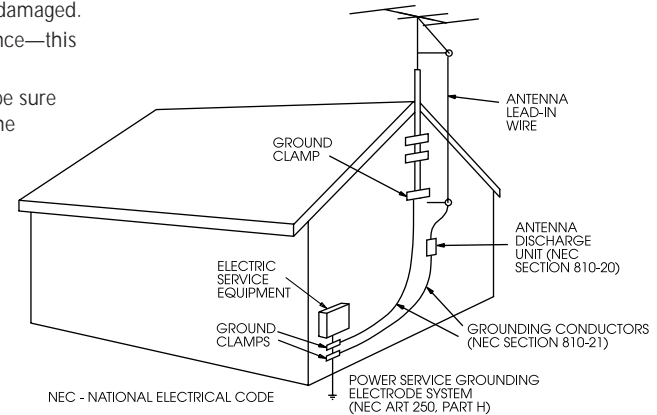 damaged.
nce—this
be sure
ne
ANTENNA
LEAD-IN
WIRE
GROUND
CLAMP
ANTENNA
DISCHARGE
UNIT (NEC
SECTION 810-20)
ELECTRIC
SERVICE
EQUIPMENT
GROUND
CLAMPS
GROUNDING CONDUCTORS
(NEC SECTION 810-21)
POWER SERVICE GROUNDING
ELECTRODE SYSTEM
(NEC ART 250, PART H)
NEC - NATIONAL ELECTRICAL CODE